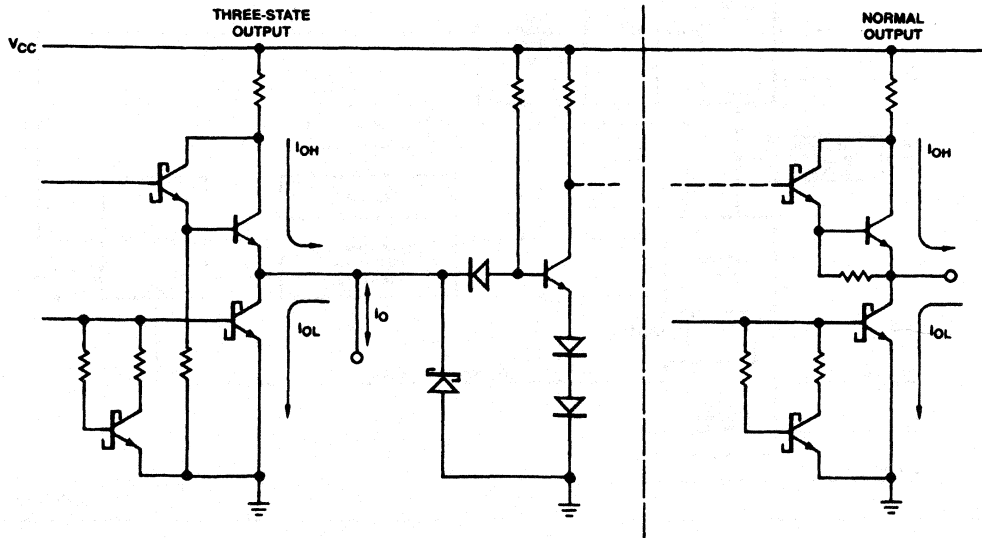 THREE-STATE
OUTPUT
NORMAL
OUTPUT
VCC
IOH
IOH
IOL
IO
IOL